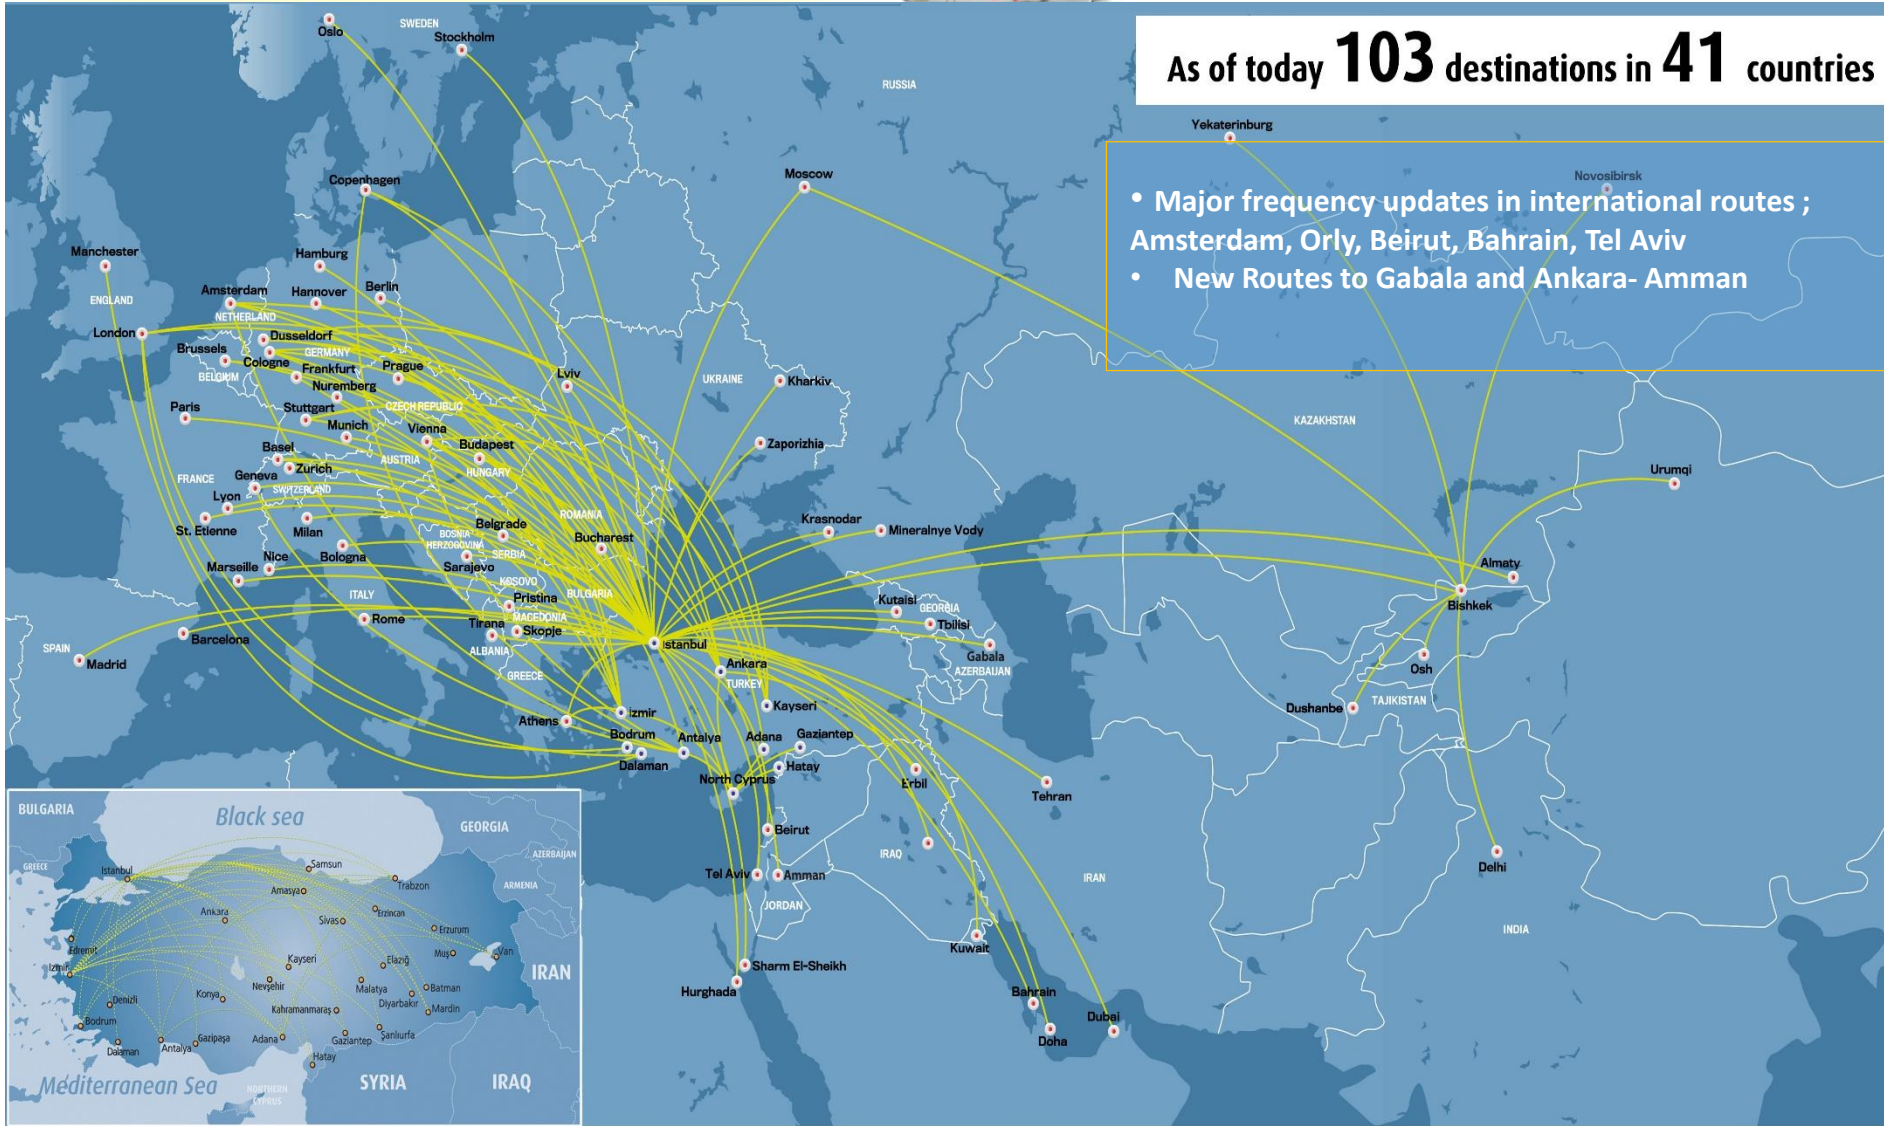 As of today 103 destinations in 41 countries
• Major frequency updates in international routes ;
Amsterdam, Orly, Beirut, Bahrain, Tel Aviv
• New Routes to Gabala and Ankara- Amman
Oslo
SWEDEN
Stockholm
RUSSIA
Yekaterinburg
Novosibirsk
Moscow
Copenhagen
Manchester
Hamburg
ENGLAND
Amsterdam
Hannover
Berlin
NETHERLAND
London
Dusseldorf
Brussels
Cologne
GERMANY
BELGIUM
Frankfurt
Prague
Nuremberg
Lviv
UKRAINE
Kharkiv
Paris
Stuttgart
CZECH REPUBLIC
Munich
Vienna
Zaporizhia
KAZAKHSTAN
Basel
Budapest
AUSTRIA
Zurich
HUNGARY
Urumqi
FRANCE
Geneva
SWITZERLAND
Lyon
St. Etienne
Milan
Belgrade
ROMANIA
Krasnodar
Mineralnye Vody
BOSNIA
HERZOGOVINA
SERBIA
Bucharest
Bologna
Sarajevo
Nice
Marseille
KOSOVO
Almaty
Bishkek
ITALY
Pristina
BULGARIA
Kutaisi
GEORGIA
MACEDONIA
Rome
Tirana
Skopje
Tbilisi
Barcelona
SPAIN
Madrid
ALBANIA
Istanbul
Gabala
AZERBAIJAN
Ankara
TURKEY
GREECE
Osh
TAJIKISTAN
Dushanbe
Athens
Izmir
Kayseri
Bodrum
Antalya
Adana
Gaziantep
Dalaman
Hatay
North Cyprus
Erbil
Tehran
Beirut
IRAQ
Tel Aviv
Amman
IRAN
Delhi
JORDAN
INDIA
Kuwait
Sharm El-Sheikh
Hurghada
Bahrain
Doha
Dubai
BULGARIA
Black sea
GEORGIA
GREECE
AZERBAIJAN
ARMENIA
Istanbul
Samsun
Trabzon
Amasya
Ankara
Sivas
Erzincan
Erzurum
Edremit
Muş
Van
Izmir
Kayseri
Elazığ
IRAN
Nevşehir
Malatya
Batman
Denizli
Konya
Diyarbakır
Kahramanmaraş
Mardin
Bodrum
Dalaman
Antalya
Gazipaşa
Adana
Gaziantep
Şanlıurfa
Hatay
Mediterranean Sea
NORTHERN
CYPRUS
SYRIA
IRAQ